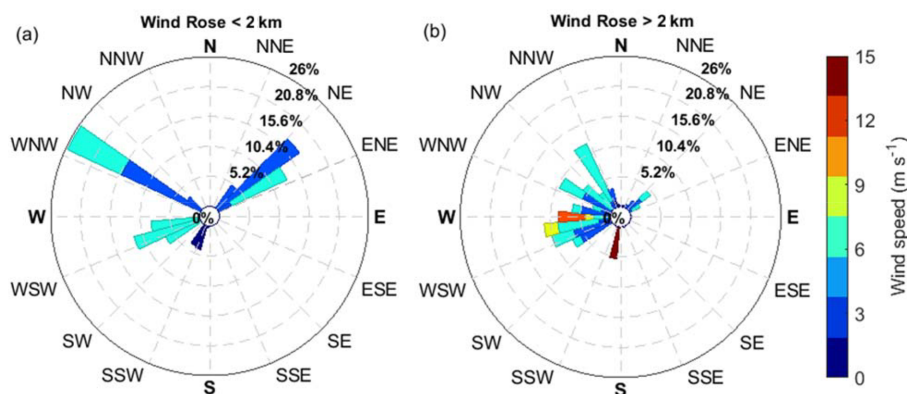 (a)
Wind Rose < 2 km
N
NNE
NE
ENE
E
ESE
SE
SSE
S
SSW
SW
WSW
W
WNW
NW
NNW
26%
20.8%
15.6%
10.4%
5.2%
0%
(b)
Wind Rose > 2 km
N
NNE
NE
ENE
E
ESE
SE
SSE
S
SSW
SW
WSW
W
WNW
NW
NNW
26%
20.8%
15.6%
10.4%
5.2%
0%
15
12
9
6
3
0
Wind speed (m s⁻¹)